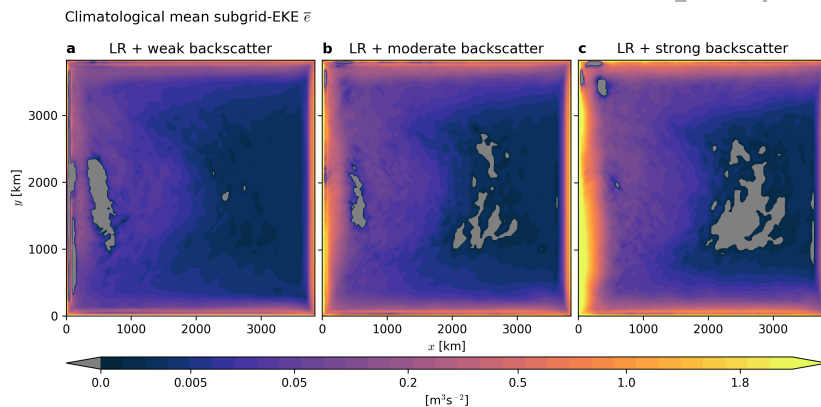 Climatological mean subgrid-EKE e̅
a LR + weak backscatter b LR + moderate backscatter c LR + strong backscatter
3000
2000
1000
0
y [km]
0 1000 2000 3000 0 1000 2000 3000 0 1000 2000 3000
x [km]
0.0 0.005 0.05 0.2 0.5 1.0 1.8
[m³s⁻²]